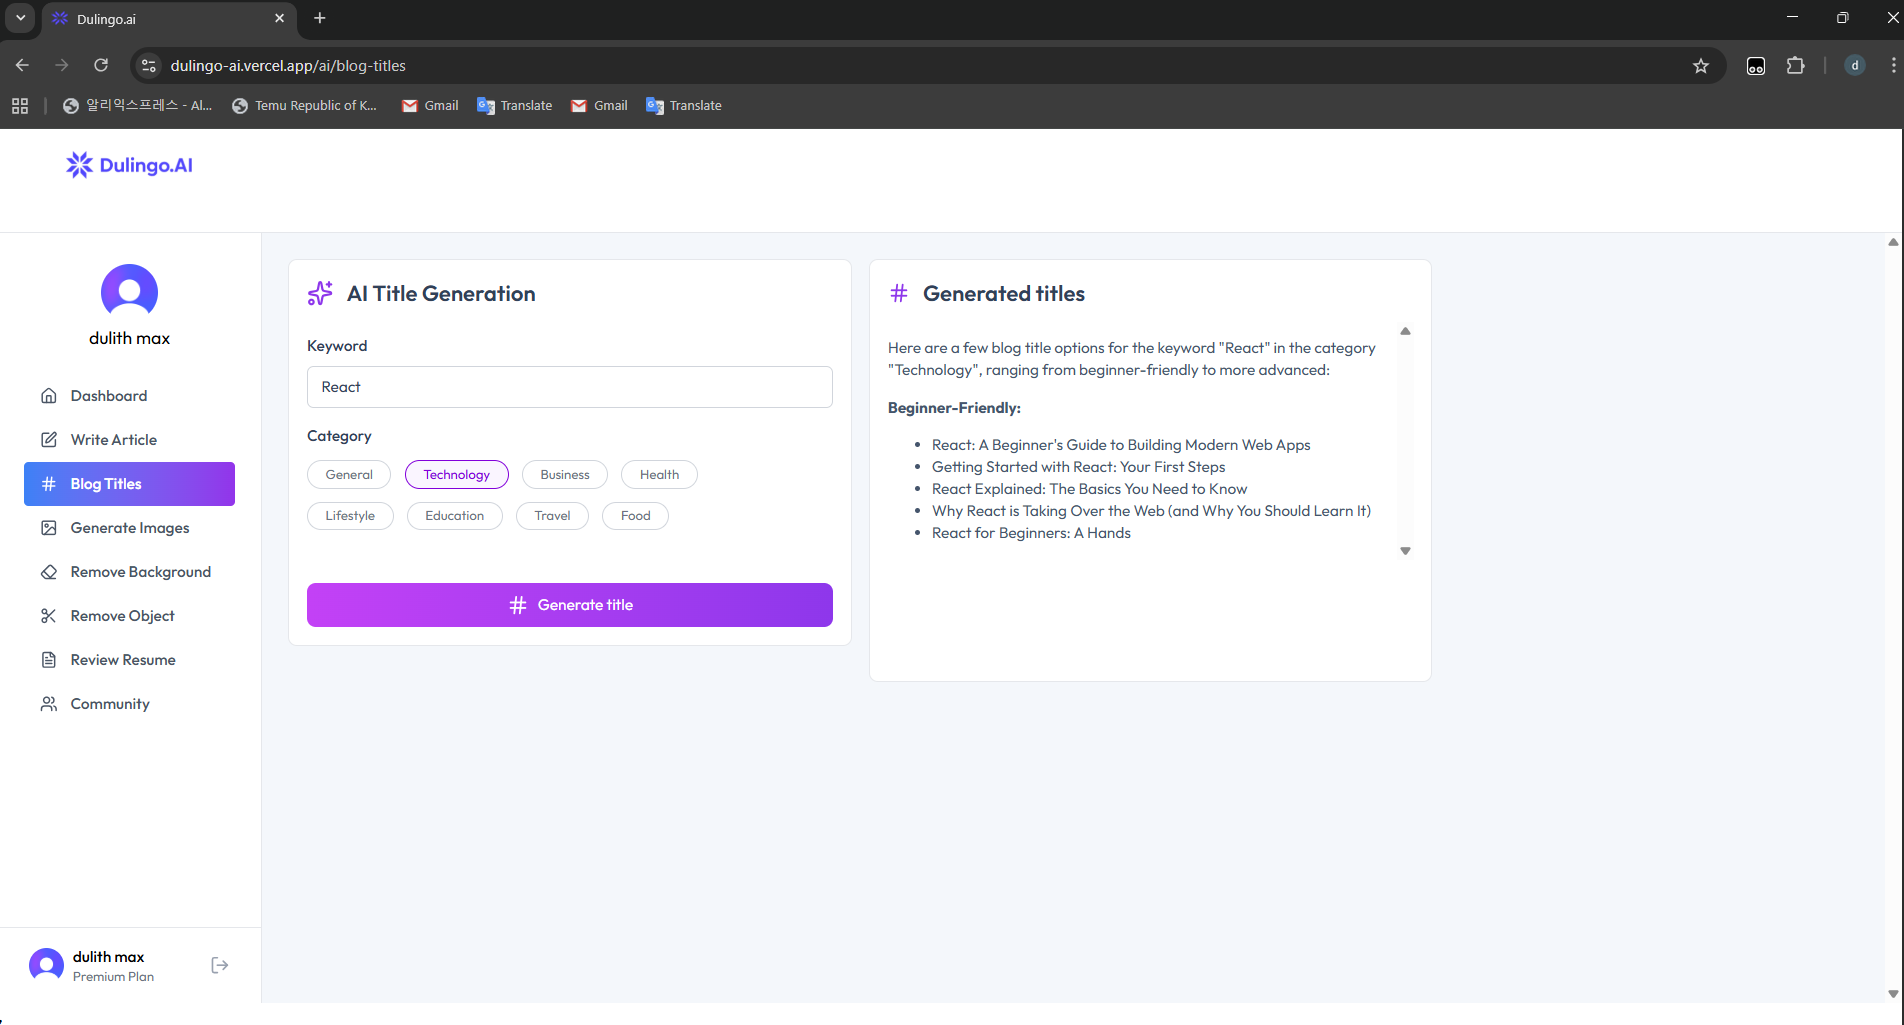 Dulingo.ai
dulingo-ai.vercel.app/ai/blog-titles
d
알리익스프레스 - Al...
Temu Republic of K...
Gmail
Translate
Gmail
Translate
Dulingo.AI
dulith max
Dashboard
Write Article
Blog Titles
Generate Images
Remove Background
Remove Object
Review Resume
Community
dulith max
Premium Plan
AI Title Generation
Keyword
React
Category
General
Technology
Business
Health
Lifestyle
Education
Travel
Food
Generate title
Generated titles
Here are a few blog title options for the keyword "React" in the category
"Technology", ranging from beginner-friendly to more advanced:
Beginner-Friendly:
React: A Beginner's Guide to Building Modern Web Apps
Getting Started with React: Your First Steps
React Explained: The Basics You Need to Know
Why React is Taking Over the Web (and Why You Should Learn It)
React for Beginners: A Hands